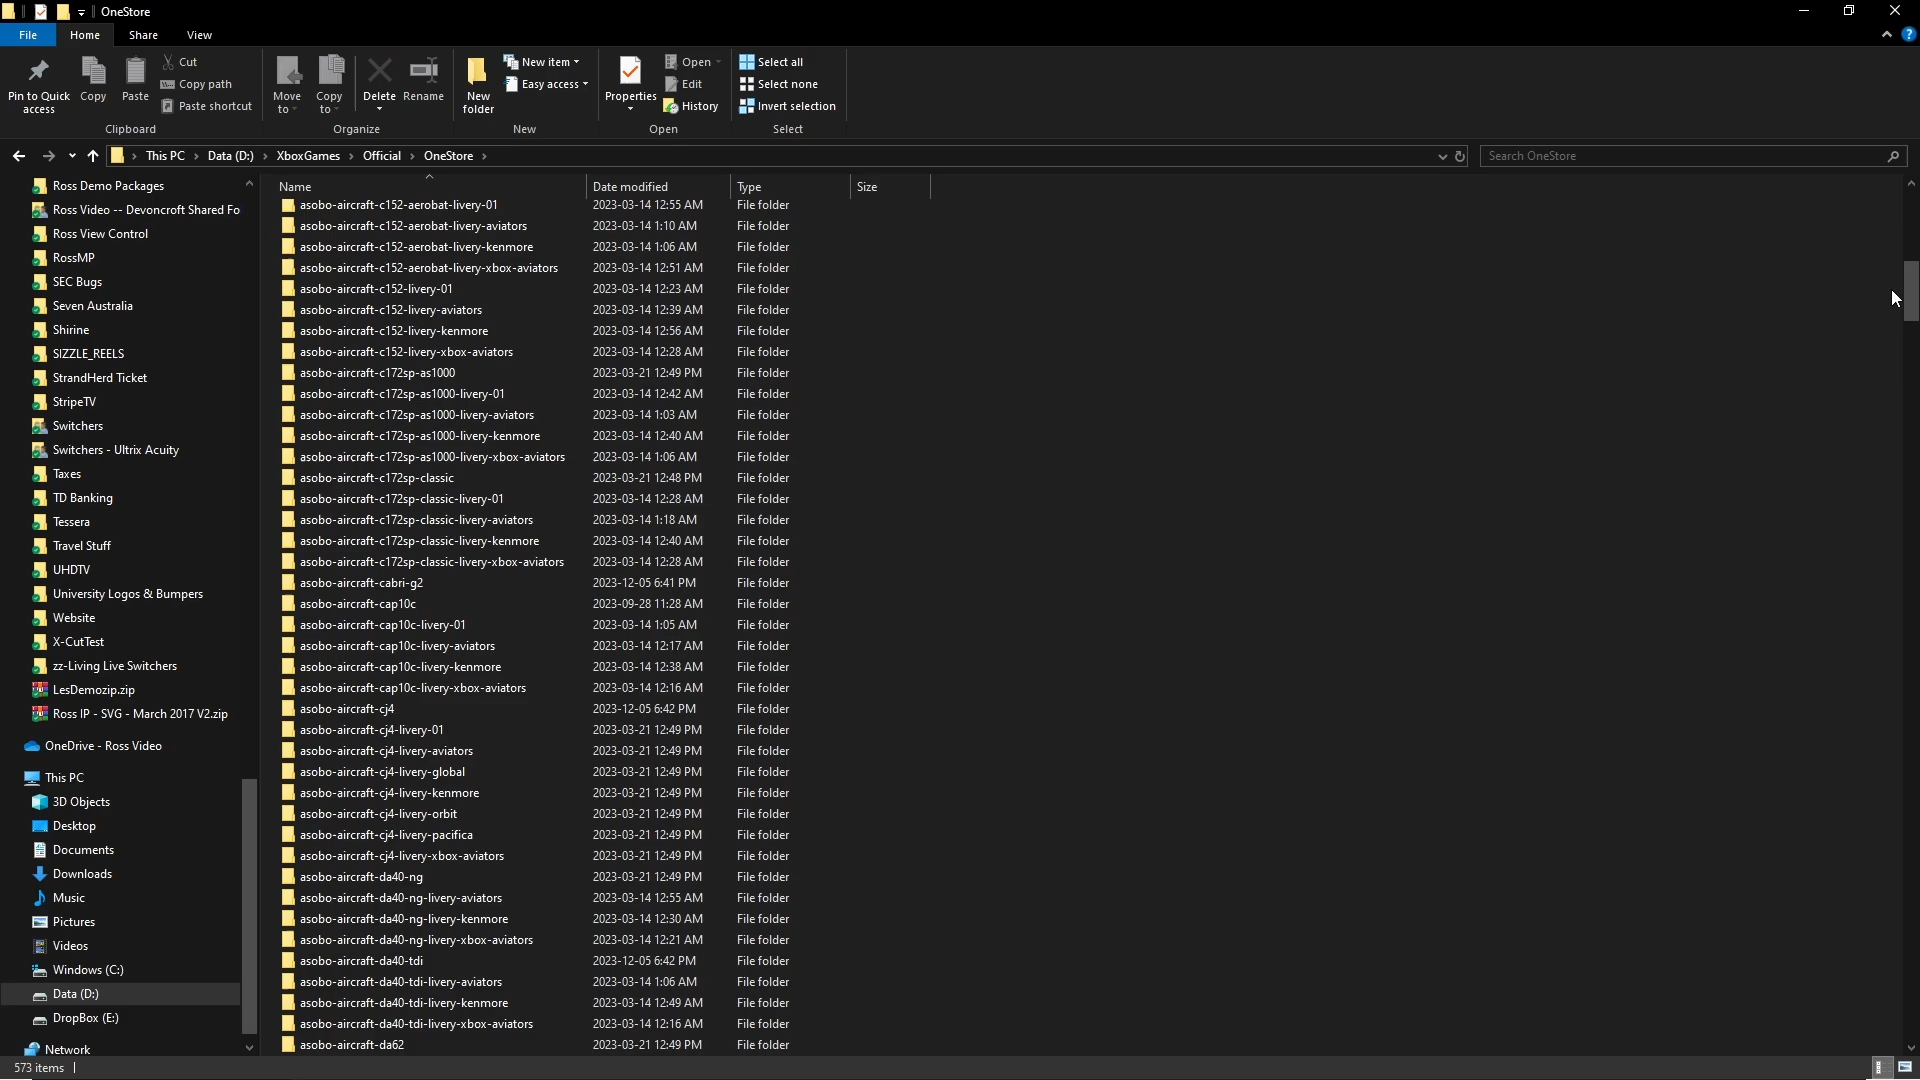 OneStore
File Home Share View
Pin to Quick access
Copy
Paste
Cut
Copy path
Paste shortcut
Clipboard
Move to
Copy to
Delete
Rename
Organize
New folder
New item
Easy access
New
Properties
Open
Edit
History
Open
Select all
Select none
Invert selection
Select
This PC > Data (D:) > XboxGames > Official > OneStore >
Search OneStore
Ross Demo Packages
Ross Video -- Devoncroft Shared Fo
Ross View Control
RossMP
SEC Bugs
Seven Australia
Shirine
SIZZLE_REELS
StrandHerd Ticket
StripeTV
Switchers
Switchers - Ultrix Acuity
Taxes
TD Banking
Tessera
Travel Stuff
UHDTV
University Logos & Bumpers
Website
X-CutTest
zz-Living Live Switchers
LesDemozip.zip
Ross IP - SVG - March 2017 V2.zip
OneDrive - Ross Video
This PC
3D Objects
Desktop
Documents
Downloads
Music
Pictures
Videos
Windows (C:)
Data (D:)
DropBox (E:)
Network
Name Date modified Type Size
asobo-aircraft-c152-aerobat-livery-01 2023-03-14 12:55 AM File folder
asobo-aircraft-c152-aerobat-livery-aviators 2023-03-14 1:10 AM File folder
asobo-aircraft-c152-aerobat-livery-kenmore 2023-03-14 1:06 AM File folder
asobo-aircraft-c152-aerobat-livery-xbox-aviators 2023-03-14 12:51 AM File folder
asobo-aircraft-c152-livery-01 2023-03-14 12:23 AM File folder
asobo-aircraft-c152-livery-aviators 2023-03-14 12:39 AM File folder
asobo-aircraft-c152-livery-kenmore 2023-03-14 12:56 AM File folder
asobo-aircraft-c152-livery-xbox-aviators 2023-03-14 12:28 AM File folder
asobo-aircraft-c172sp-as1000 2023-03-21 12:49 PM File folder
asobo-aircraft-c172sp-as1000-livery-01 2023-03-14 12:42 AM File folder
asobo-aircraft-c172sp-as1000-livery-aviators 2023-03-14 1:03 AM File folder
asobo-aircraft-c172sp-as1000-livery-kenmore 2023-03-14 12:40 AM File folder
asobo-aircraft-c172sp-as1000-livery-xbox-aviators 2023-03-14 1:06 AM File folder
asobo-aircraft-c172sp-classic 2023-03-21 12:48 PM File folder
asobo-aircraft-c172sp-classic-livery-01 2023-03-14 12:28 AM File folder
asobo-aircraft-c172sp-classic-livery-aviators 2023-03-14 1:18 AM File folder
asobo-aircraft-c172sp-classic-livery-kenmore 2023-03-14 12:40 AM File folder
asobo-aircraft-c172sp-classic-livery-xbox-aviators 2023-03-14 12:28 AM File folder
asobo-aircraft-cabri-g2 2023-12-05 6:41 PM File folder
asobo-aircraft-cap10c 2023-09-28 11:28 AM File folder
asobo-aircraft-cap10c-livery-01 2023-03-14 1:05 AM File folder
asobo-aircraft-cap10c-livery-aviators 2023-03-14 12:17 AM File folder
asobo-aircraft-cap10c-livery-kenmore 2023-03-14 12:38 AM File folder
asobo-aircraft-cap10c-livery-xbox-aviators 2023-03-14 12:16 AM File folder
asobo-aircraft-cj4 2023-12-05 6:42 PM File folder
asobo-aircraft-cj4-livery-01 2023-03-21 12:49 PM File folder
asobo-aircraft-cj4-livery-aviators 2023-03-21 12:49 PM File folder
asobo-aircraft-cj4-livery-global 2023-03-21 12:49 PM File folder
asobo-aircraft-cj4-livery-kenmore 2023-03-21 12:49 PM File folder
asobo-aircraft-cj4-livery-orbit 2023-03-21 12:49 PM File folder
asobo-aircraft-cj4-livery-pacifica 2023-03-21 12:49 PM File folder
asobo-aircraft-cj4-livery-xbox-aviators 2023-03-21 12:49 PM File folder
asobo-aircraft-da40-ng 2023-03-21 12:49 PM File folder
asobo-aircraft-da40-ng-livery-aviators 2023-03-14 12:55 AM File folder
asobo-aircraft-da40-ng-livery-kenmore 2023-03-14 12:30 AM File folder
asobo-aircraft-da40-ng-livery-xbox-aviators 2023-03-14 12:21 AM File folder
asobo-aircraft-da40-tdi 2023-12-05 6:42 PM File folder
asobo-aircraft-da40-tdi-livery-aviators 2023-03-14 1:06 AM File folder
asobo-aircraft-da40-tdi-livery-kenmore 2023-03-14 12:49 AM File folder
asobo-aircraft-da40-tdi-livery-xbox-aviators 2023-03-14 12:16 AM File folder
asobo-aircraft-da62 2023-03-21 12:49 PM File folder
573 items